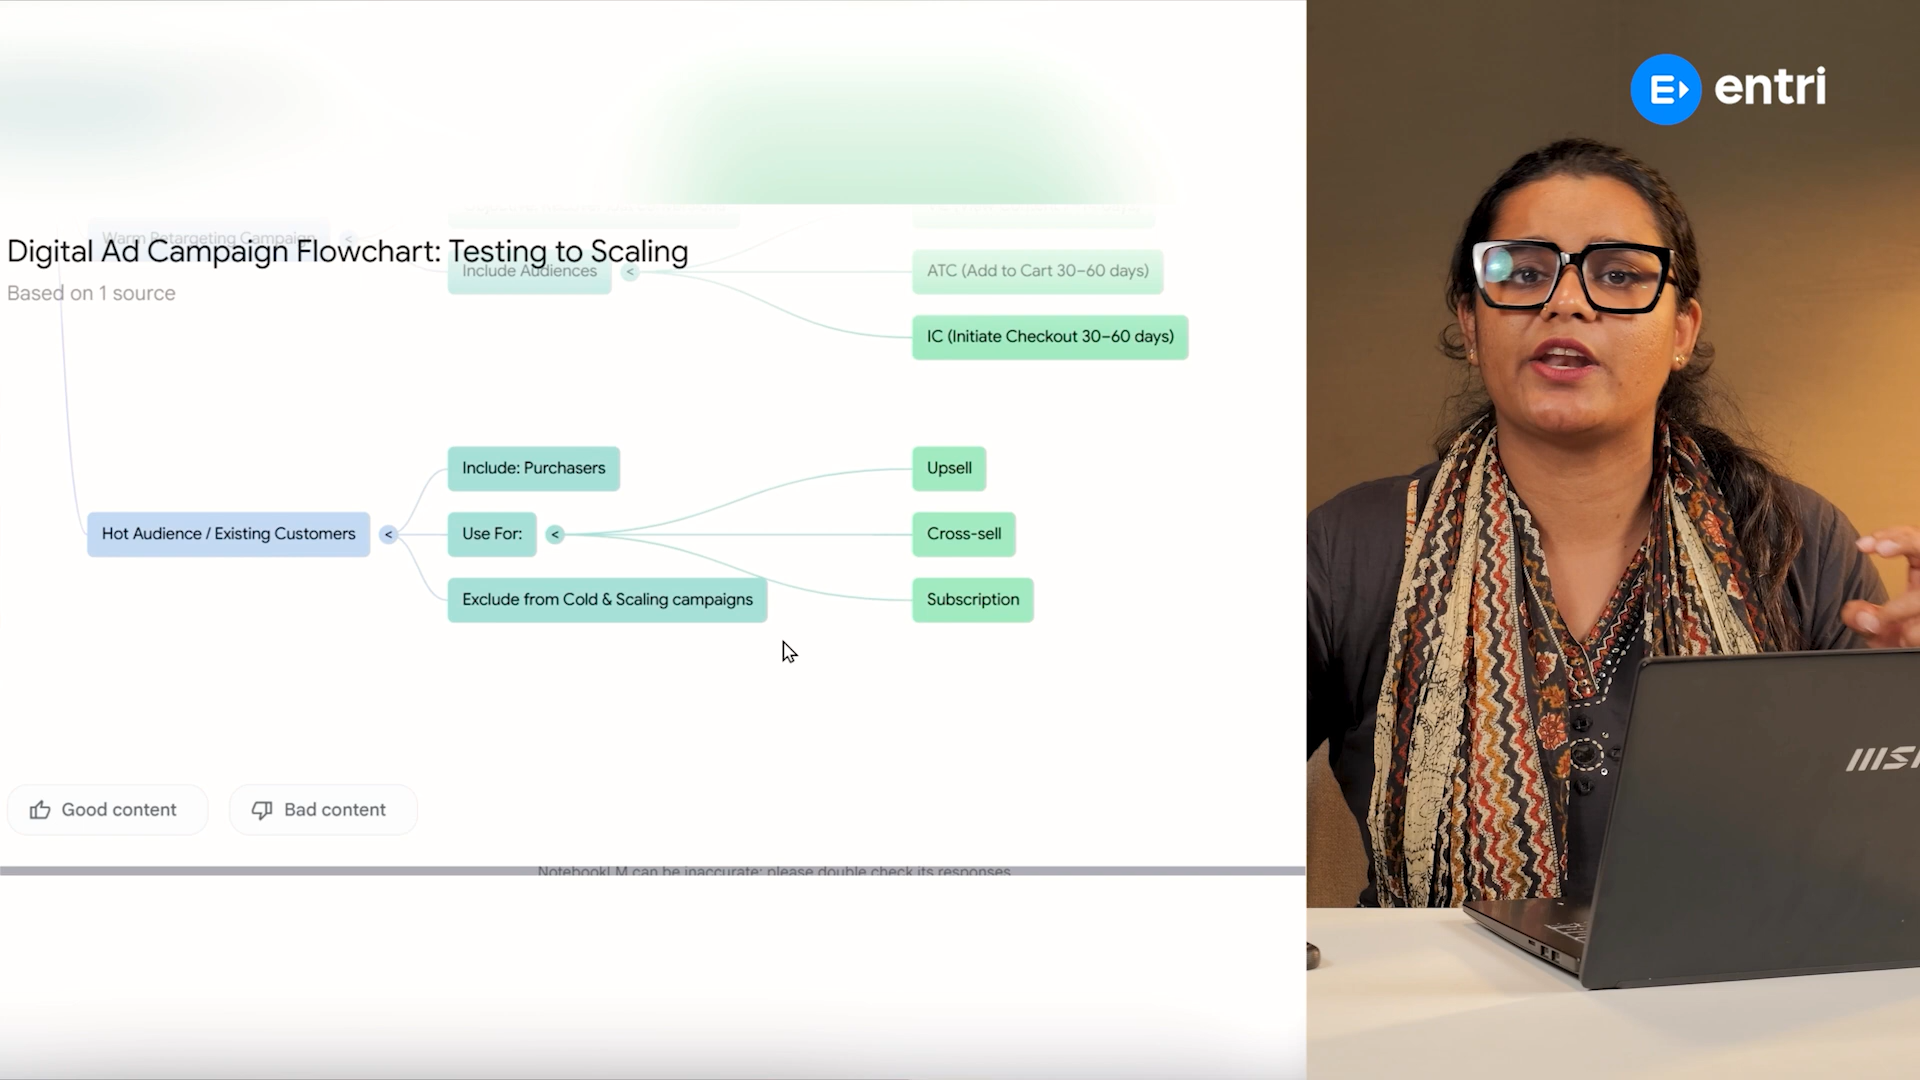 entri
Warm Retargeting Campaign
Digital Ad Campaign Flowchart: Testing to Scaling
Based on 1 source
Include Audiences
ATC (Add to Cart 30–60 days)
IC (Initiate Checkout 30–60 days)
Hot Audience / Existing Customers
Include: Purchasers
Use For:
Exclude from Cold & Scaling campaigns
Upsell
Cross-sell
Subscription
Good content
Bad content
NotebookLM can be inaccurate; please double check its responses.
msi